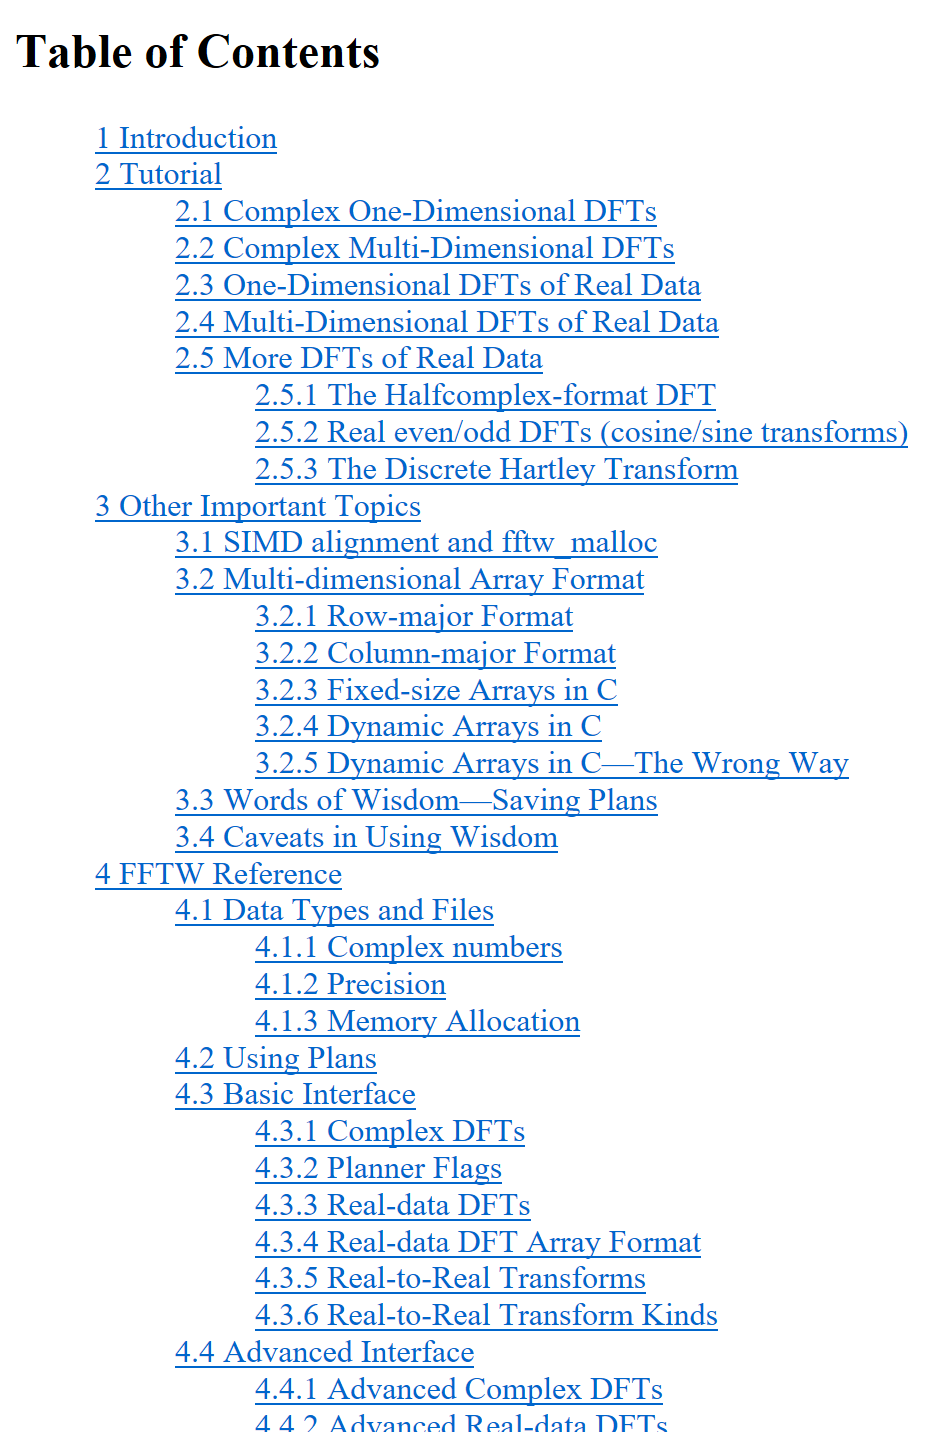 Table of Contents
1 Introduction
2 Tutorial
2.1 Complex One-Dimensional DFTs
2.2 Complex Multi-Dimensional DFTs
2.3 One-Dimensional DFTs of Real Data
2.4 Multi-Dimensional DFTs of Real Data
2.5 More DFTs of Real Data
2.5.1 The Halfcomplex-format DFT
2.5.2 Real even/odd DFTs (cosine/sine transforms)
2.5.3 The Discrete Hartley Transform
3 Other Important Topics
3.1 SIMD alignment and fftw_malloc
3.2 Multi-dimensional Array Format
3.2.1 Row-major Format
3.2.2 Column-major Format
3.2.3 Fixed-size Arrays in C
3.2.4 Dynamic Arrays in C
3.2.5 Dynamic Arrays in C—The Wrong Way
3.3 Words of Wisdom—Saving Plans
3.4 Caveats in Using Wisdom
4 FFTW Reference
4.1 Data Types and Files
4.1.1 Complex numbers
4.1.2 Precision
4.1.3 Memory Allocation
4.2 Using Plans
4.3 Basic Interface
4.3.1 Complex DFTs
4.3.2 Planner Flags
4.3.3 Real-data DFTs
4.3.4 Real-data DFT Array Format
4.3.5 Real-to-Real Transforms
4.3.6 Real-to-Real Transform Kinds
4.4 Advanced Interface
4.4.1 Advanced Complex DFTs
4.4.2 Advanced Real-data DFTs